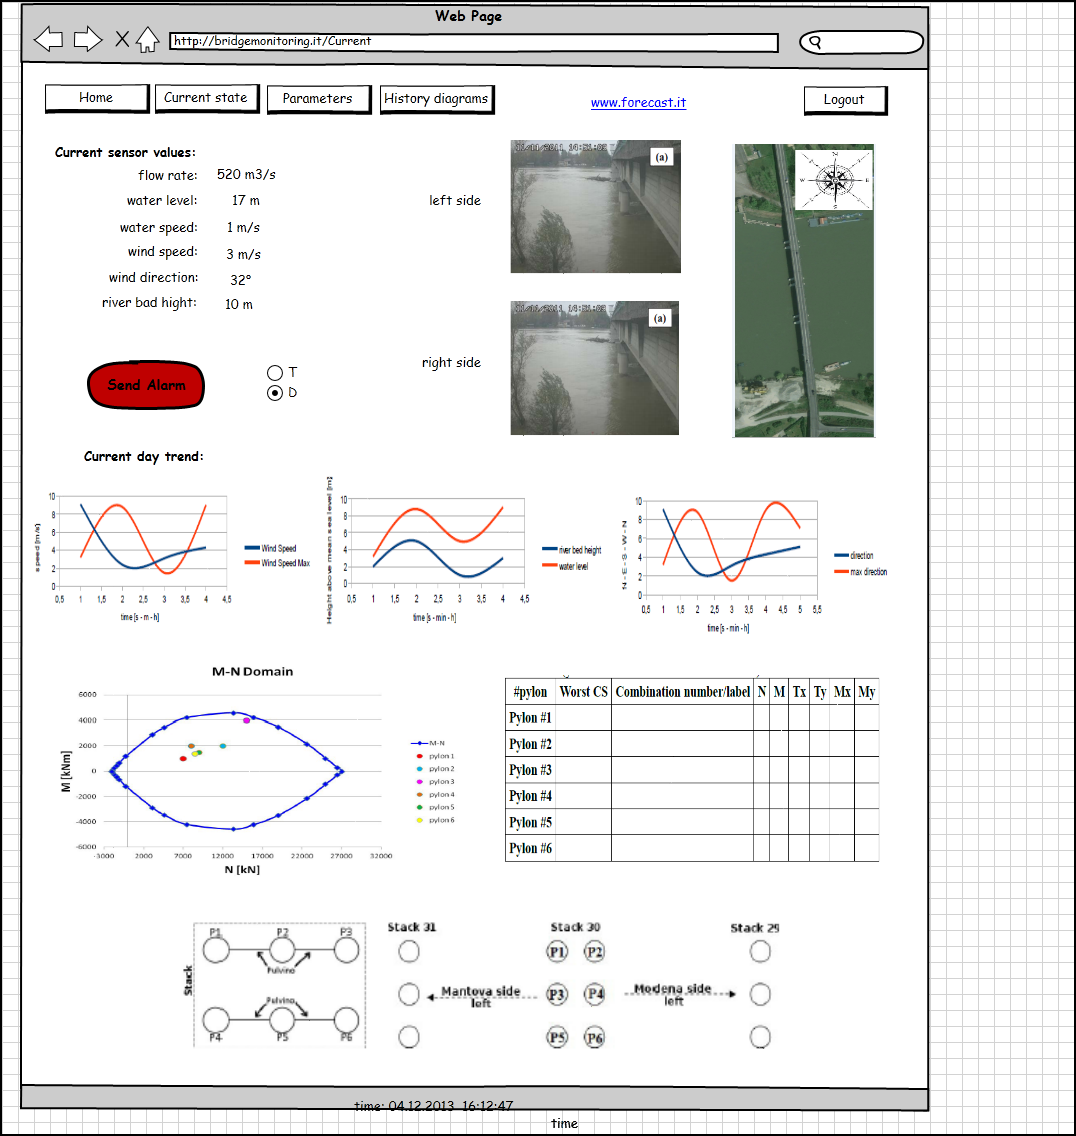 Web Page
http://bridgemonitoring.it/Current
Home
Current state
Parameters
History diagrams
www.forecast.it
Logout
Current sensor values:
flow rate: 520 m3/s
water level: 17 m
water speed: 1 m/s
wind speed: 3 m/s
wind direction: 32°
river bad hight: 10 m
left side
(a)
N
W E
S
right side
(a)
Send Alarm
T
D
Current day trend:
speed [m/s]
10
8
6
4
2
0
0,5 1 1,5 2 2,5 3 3,5 4 4,5
time [s - m - h]
Wind Speed
Wind Speed Max
Height above mean sea level [m]
10
8
6
4
2
0
0,5 1 1,5 2 2,5 3 3,5 4 4,5
time [s - min - h]
river bed height
water level
N - E - S - W - N
10
8
6
4
2
0
0,5 1 1,5 2 2,5 3 3,5 4 4,5 5 5,5
time [s - min - h]
direction
max direction
M-N Domain
M [kNm]
6000
4000
2000
0
-2000
-4000
-6000
-3000 2000 7000 12000 17000 22000 27000 32000
N [kN]
M-N
pylon 1
pylon 2
pylon 3
pylon 4
pylon 5
pylon 6
#pylon Worst CS Combination number/label N M Tx Ty Mx My
Pylon #1
Pylon #2
Pylon #3
Pylon #4
Pylon #5
Pylon #6
Stack
P1 P2 P3
Pulvino
Pulvino
P4 P5 P6
Stack 31
Stack 30
Stack 29
P1 P2
P3 P4
P5 P6
Mantova side
left
Modena side
left
time: 04.12.2013 16:12:47
time